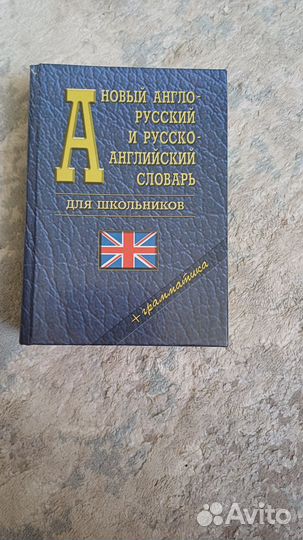 А НОВЫЙ АНГЛО-
РУССКИЙ
И РУССКО-
АНГЛИЙСКИЙ
СЛОВАРЬ
ДЛЯ ШКОЛЬНИКОВ
+ грамматика
Avito